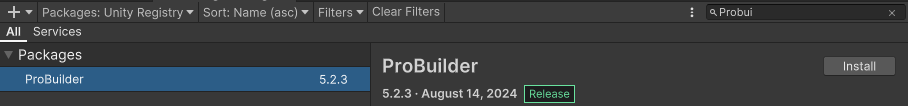 Packages: Unity Registry Sort: Name (asc) Filters Clear Filters Probui
All Services
Packages
ProBuilder 5.2.3
ProBuilder
Install
5.2.3 · August 14, 2024 Release